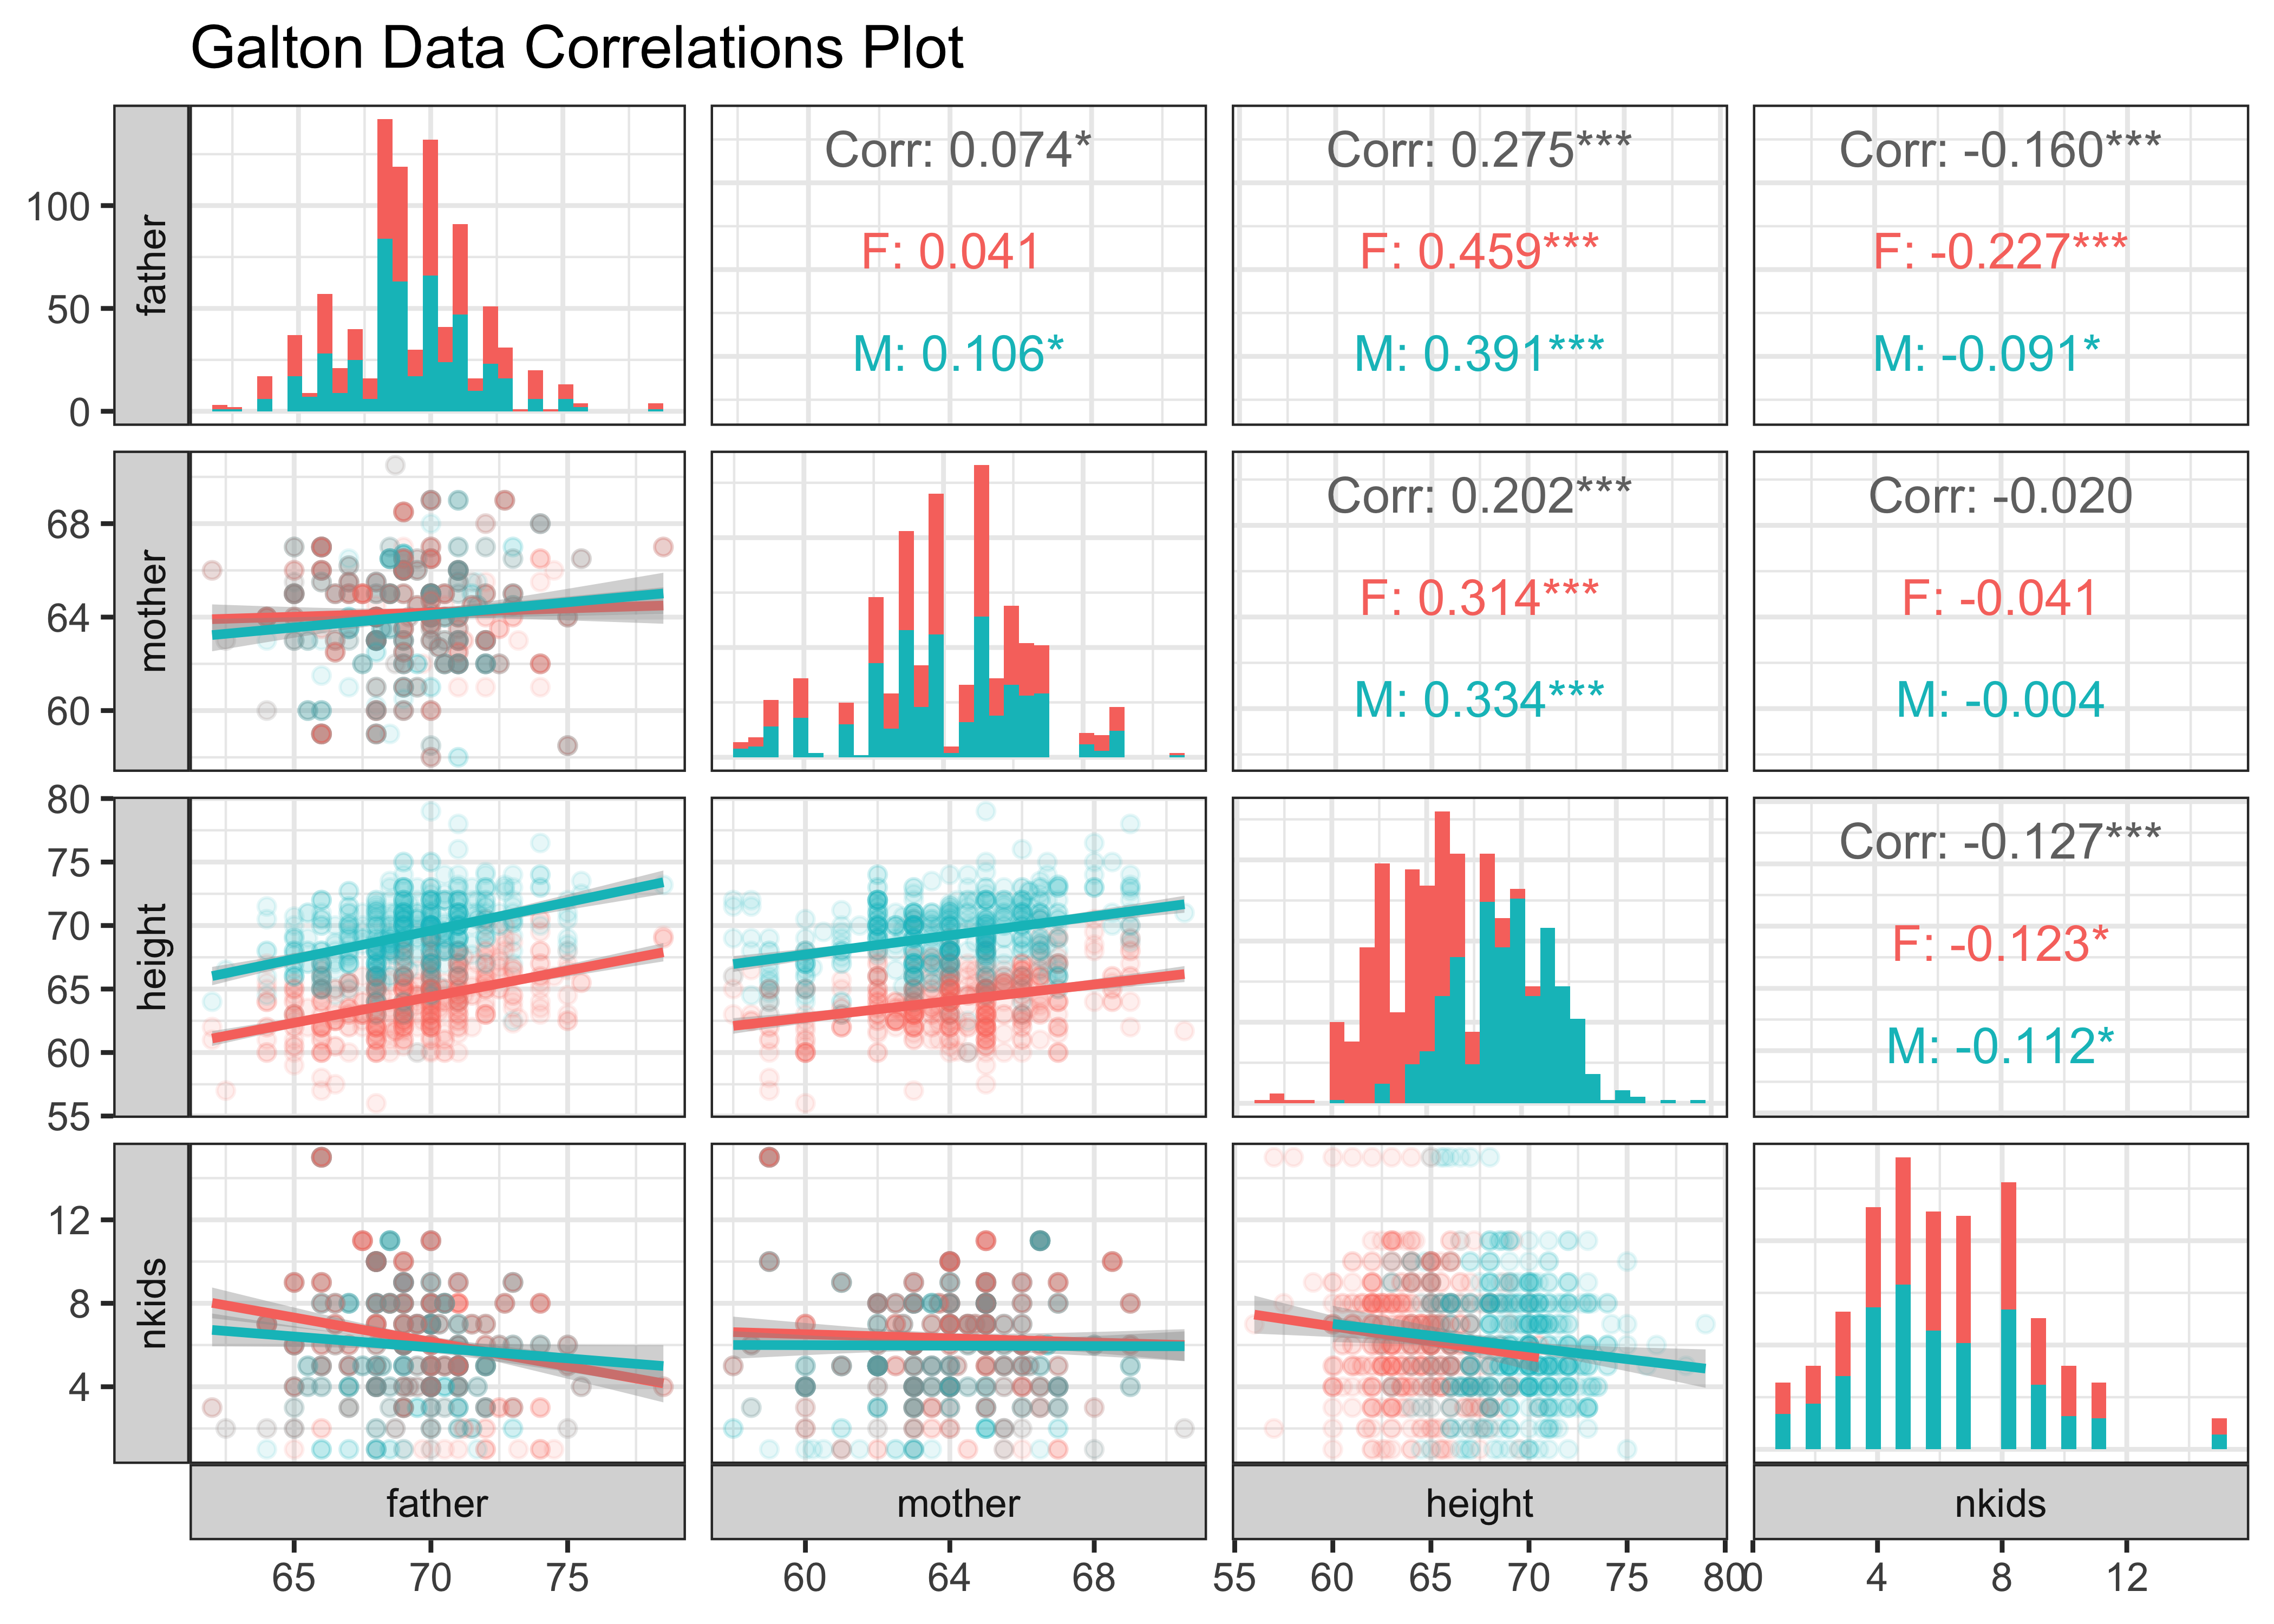 Galton Data Correlations Plot
father
100
50
0
Corr: 0.074*
F: 0.041
M: 0.106*
Corr: 0.275***
F: 0.459***
M: 0.391***
Corr: -0.160***
F: -0.227***
M: -0.091*
mother
68
64
60
Corr: 0.202***
F: 0.314***
M: 0.334***
Corr: -0.020
F: -0.041
M: -0.004
height
80
75
70
65
60
55
Corr: -0.127***
F: -0.123*
M: -0.112*
nkids
12
8
4
father
mother
height
nkids
65 70 75
60 64 68
55 60 65 70 75 80
0 4 8 12